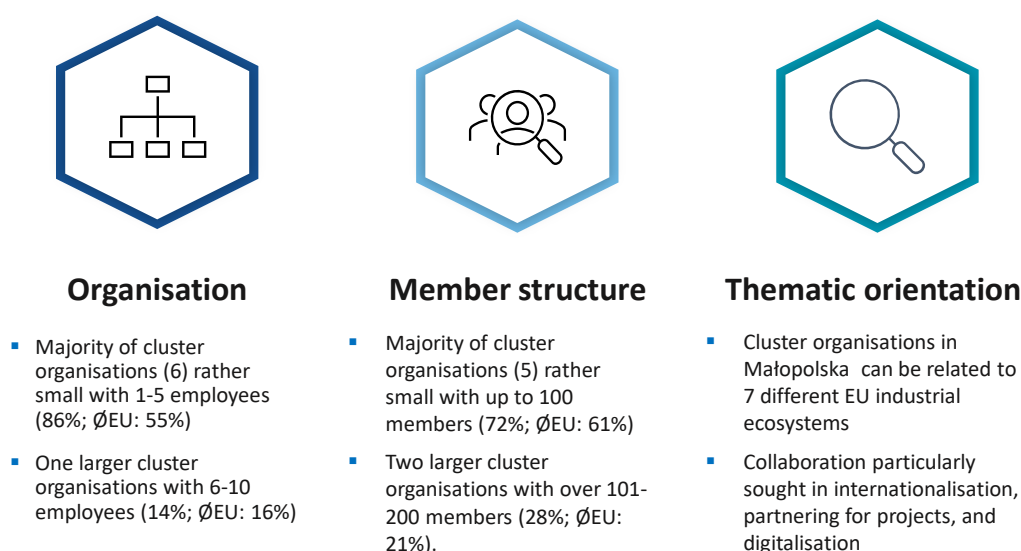 Organisation
▪ Majority of cluster
organisations (6) rather
small with 1-5 employees
(86%; ØEU: 55%)
▪ One larger cluster
organisations with 6-10
employees (14%; ØEU: 16%)
Member structure
▪ Majority of cluster
organisations (5) rather
small with up to 100
members (72%; ØEU: 61%)
▪ Two larger cluster
organisations with over 101-
200 members (28%; ØEU:
21%).
Thematic orientation
▪ Cluster organisations in
Małopolska  can be related to
7 different EU industrial
ecosystems
▪ Collaboration particularly
sought in internationalisation,
partnering for projects, and
digitalisation